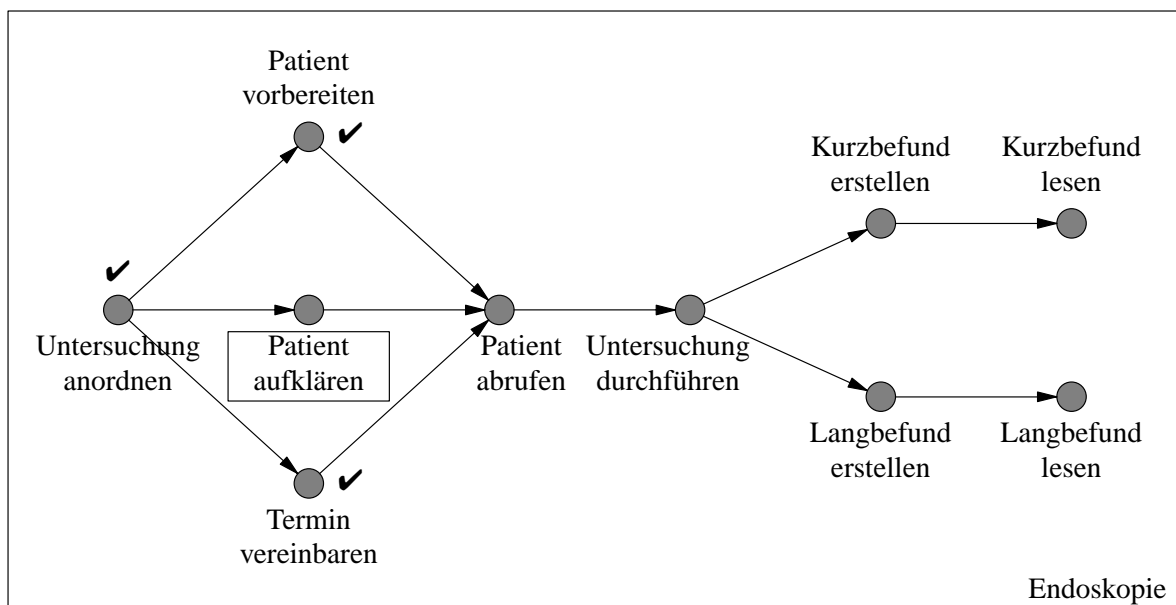 Patient
vorbereiten
Kurzbefund
erstellen
Kurzbefund
lesen
Untersuchung
anordnen
Patient
aufklären
Patient
abrufen
Untersuchung
durchführen
Langbefund
erstellen
Langbefund
lesen
Termin
vereinbaren
Endoskopie